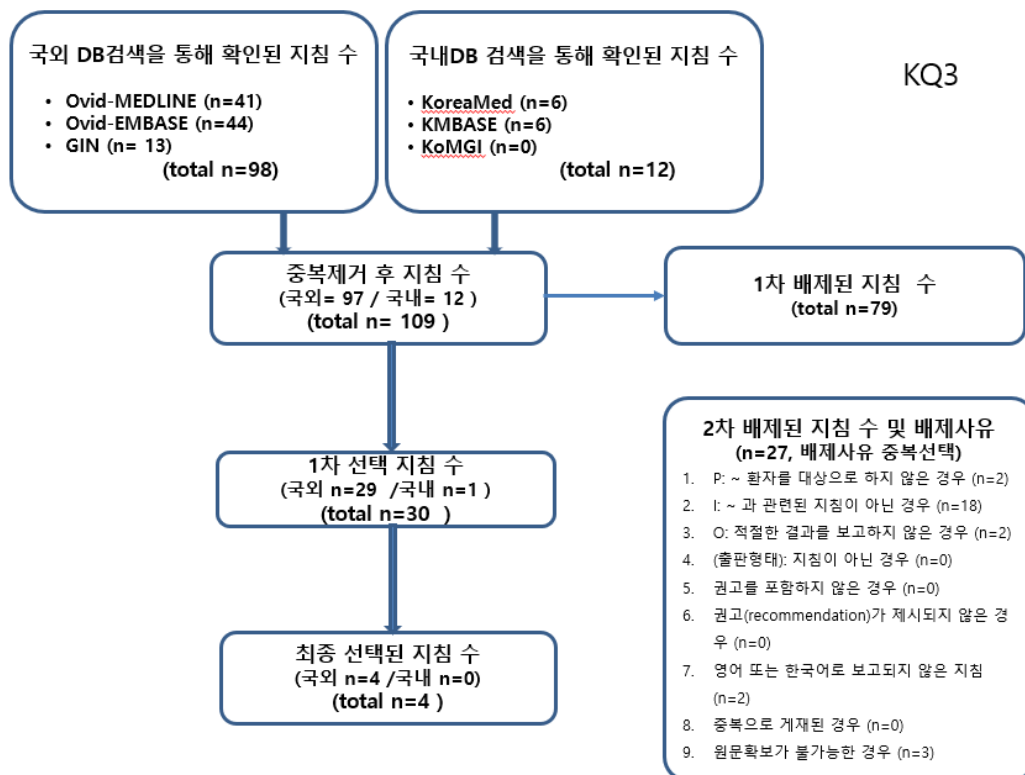 국외 DB검색을 통해 확인된 지침 수
• Ovid-MEDLINE (n=41)
• Ovid-EMBASE (n=44)
• GIN (n= 13)
(total n=98)
국내DB 검색을 통해 확인된 지침 수
• KoreaMed (n=6)
• KMBASE (n=6)
• KoMGI (n=0)
(total n=12)
KQ3
중복제거 후 지침 수
(국외= 97 / 국내= 12 )
(total n= 109 )
1차 배제된 지침 수
(total n=79)
1차 선택 지침 수
(국외 n=29 /국내 n=1 )
(total n=30 )
2차 배제된 지침 수 및 배제사유
(n=27, 배제사유 중복선택)
1. P: ~ 환자를 대상으로 하지 않은 경우 (n=2)
2. I: ~ 과 관련된 지침이 아닌 경우 (n=18)
3. O: 적절한 결과를 보고하지 않은 경우 (n=2)
4. (출판형태): 지침이 아닌 경우 (n=0)
5. 권고를 포함하지 않은 경우 (n=0)
6. 권고(recommendation)가 제시되지 않은 경
우 (n=0)
7. 영어 또는 한국어로 보고되지 않은 지침
(n=2)
8. 중복으로 게재된 경우 (n=0)
9. 원문확보가 불가능한 경우 (n=3)
최종 선택된 지침 수
(국외 n=4 /국내 n=0)
(total n=4 )